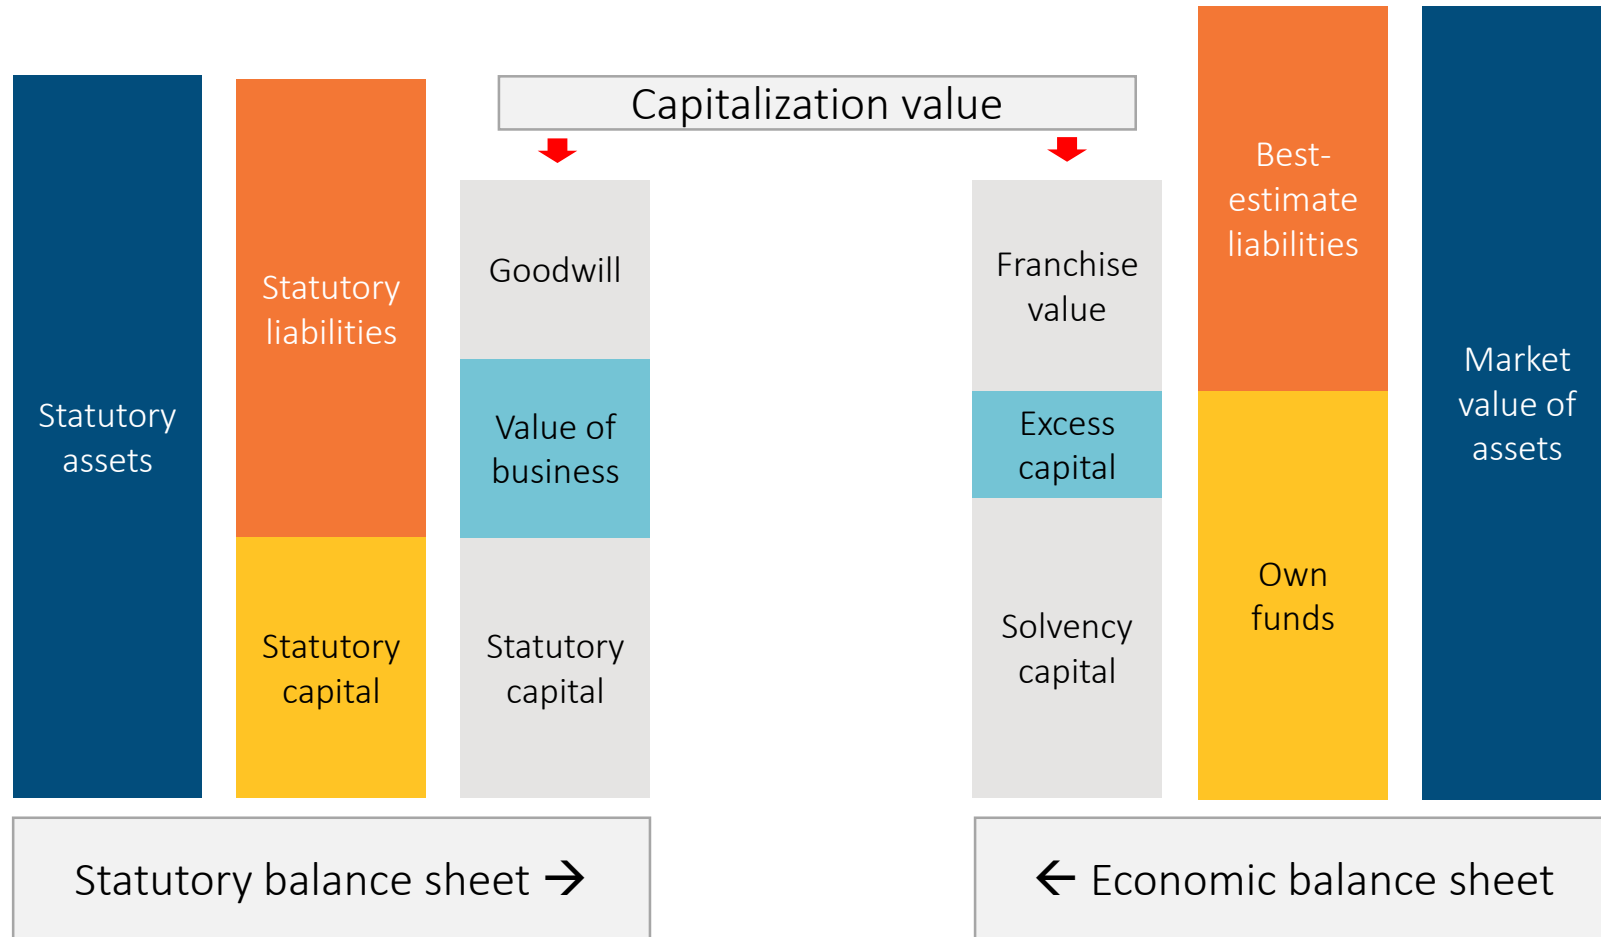 Capitalization value
Statutory
assets
Statutory
liabilities
Statutory
capital
Goodwill
Value of
business
Statutory
capital
Franchise
value
Excess
capital
Solvency
capital
Best-
estimate
liabilities
Own
funds
Market
value of
assets
Statutory balance sheet →
← Economic balance sheet